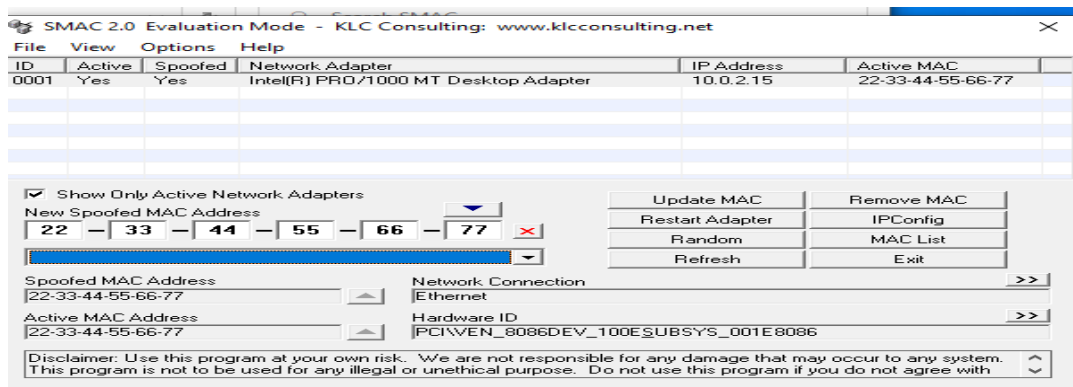 SMAC 2.0 Evaluation Mode - KLC Consulting: www.klcconsulting.net
File View Options Help
ID Active Spoofed Network Adapter IP Address Active MAC
0001 Yes Yes Intel(R) PRO/1000 MT Desktop Adapter 10.0.2.15 22-33-44-55-66-77
Show Only Active Network Adapters
New Spoofed MAC Address
22 - 33 - 44 - 55 - 66 - 77
Update MAC Remove MAC
Restart Adapter IPConfig
Random MAC List
Refresh Exit
Spoofed MAC Address
22-33-44-55-66-77
Network Connection >>
Ethernet
Active MAC Address
22-33-44-55-66-77
Hardware ID >>
PCI\VEN_8086DEV_100ESUBSYS_001E8086
Disclaimer: Use this program at your own risk. We are not responsible for any damage that may occur to any system.
This program is not to be used for any illegal or unethical purpose. Do not use this program if you do not agree with